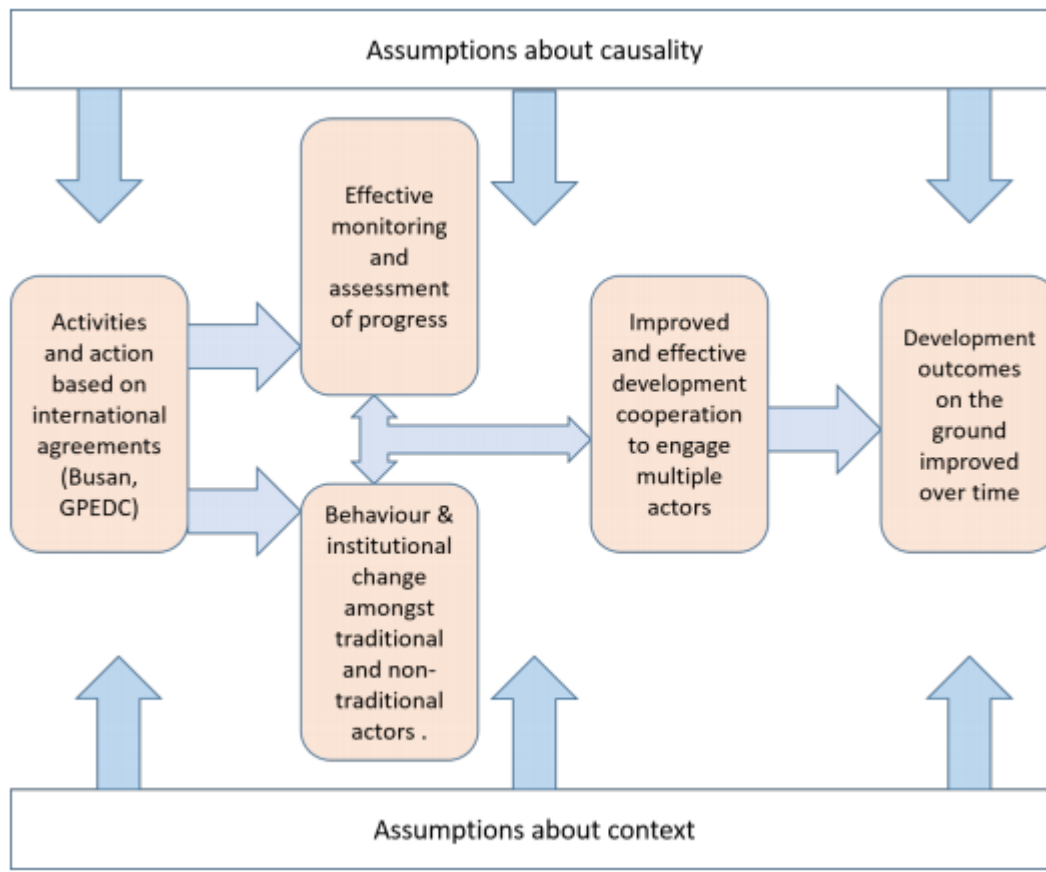 Assumptions about causality
Effective
monitoring
and
assessment
of progress
Activities
and action
based on
international
agreements
(Busan,
GPEDC)
Behaviour &
institutional
change
amongst
traditional
and non-
traditional
actors .
Improved
and effective
development
cooperation
to engage
multiple
actors
Development
outcomes
on the
ground
improved
over time
Assumptions about context